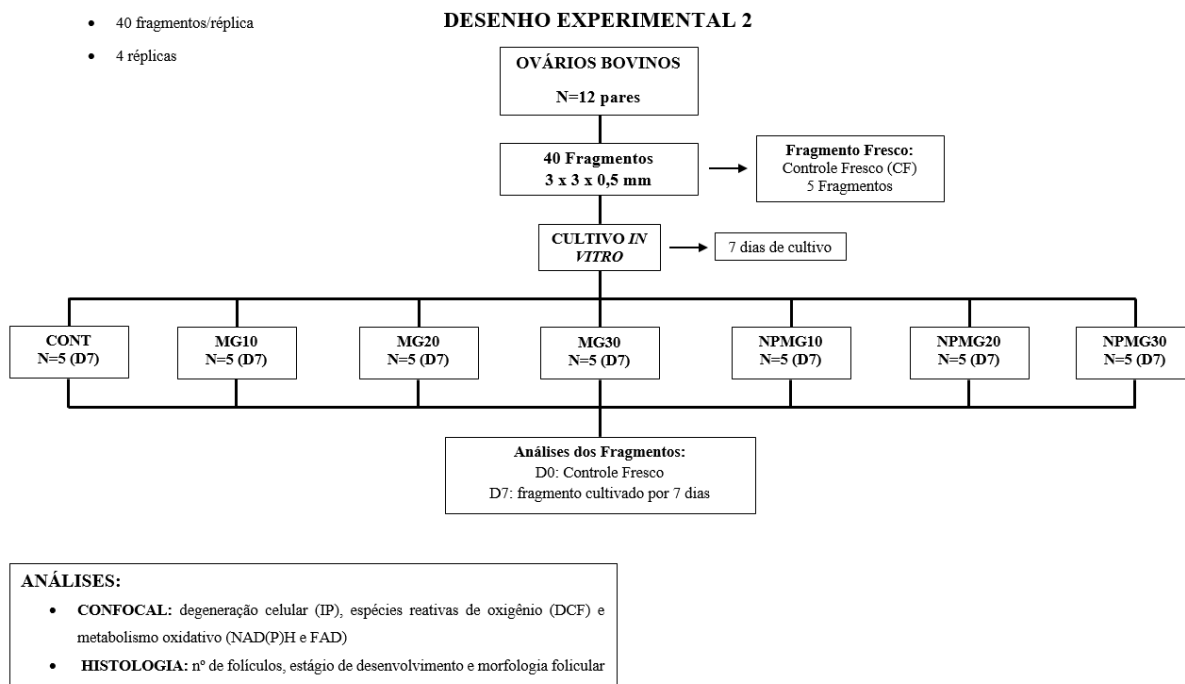 DESENHO EXPERIMENTAL 2
• 40 fragmentos/réplica
• 4 réplicas
OVÁRIOS BOVINOS
N=12 pares
40 Fragmentos
3 x 3 x 0,5 mm
Fragmento Fresco:
Controle Fresco (CF)
5 Fragmentos
CULTIVO IN
VITRO
7 dias de cultivo
CONT
N=5 (D7)
MG10
N=5 (D7)
MG20
N=5 (D7)
MG30
N=5 (D7)
NPMG10
N=5 (D7)
NPMG20
N=5 (D7)
NPMG30
N=5 (D7)
Análises dos Fragmentos:
D0: Controle Fresco
D7: fragmento cultivado por 7 dias
ANÁLISES:
• CONFOCAL: degeneração celular (IP), espécies reativas de oxigênio (DCF) e
metabolismo oxidativo (NAD(P)H e FAD)
• HISTOLOGIA: nº de folículos, estágio de desenvolvimento e morfologia folicular